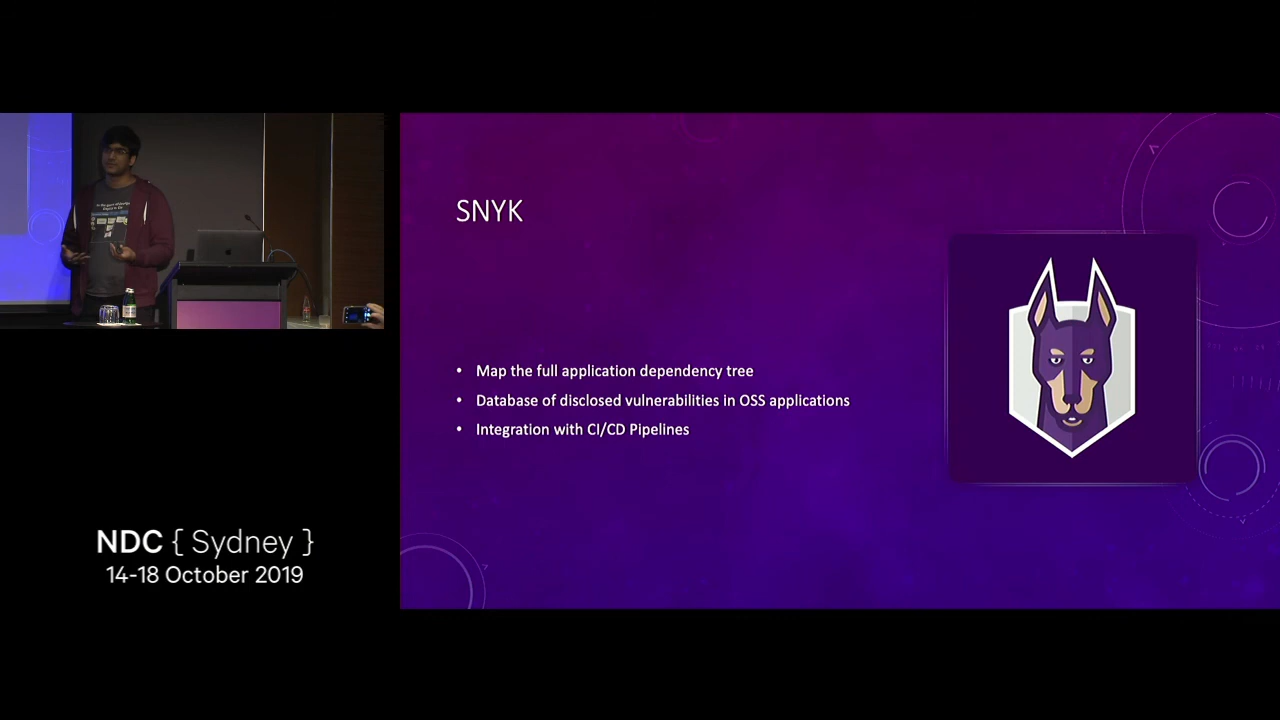 SNYK
• Map the full application dependency tree
• Database of disclosed vulnerabilities in OSS applications
• Integration with CI/CD Pipelines
NDC { Sydney }
14-18 October 2019